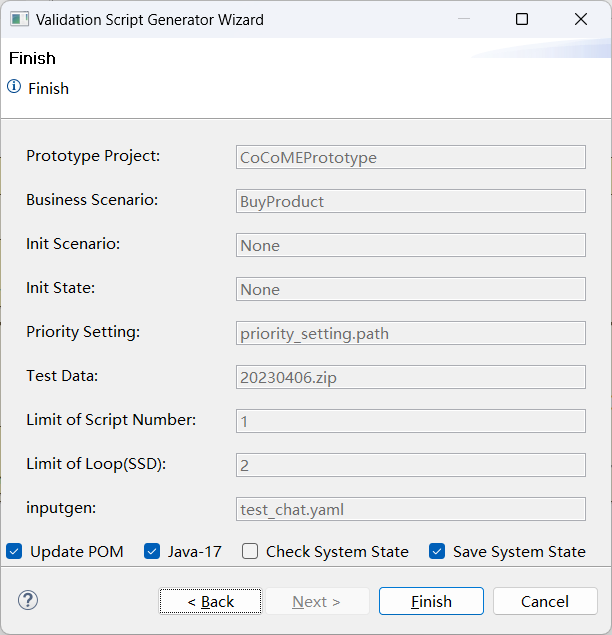 Validation Script Generator Wizard
Finish
Finish
Prototype Project: CoCoMEPrototype
Business Scenario: BuyProduct
Init Scenario: None
Init State: None
Priority Setting: priority_setting.path
Test Data: 20230406.zip
Limit of Script Number: 1
Limit of Loop(SSD): 2
inputgen: test_chat.yaml
Update POM Java-17 Check System State Save System State
? < Back Next > Finish Cancel